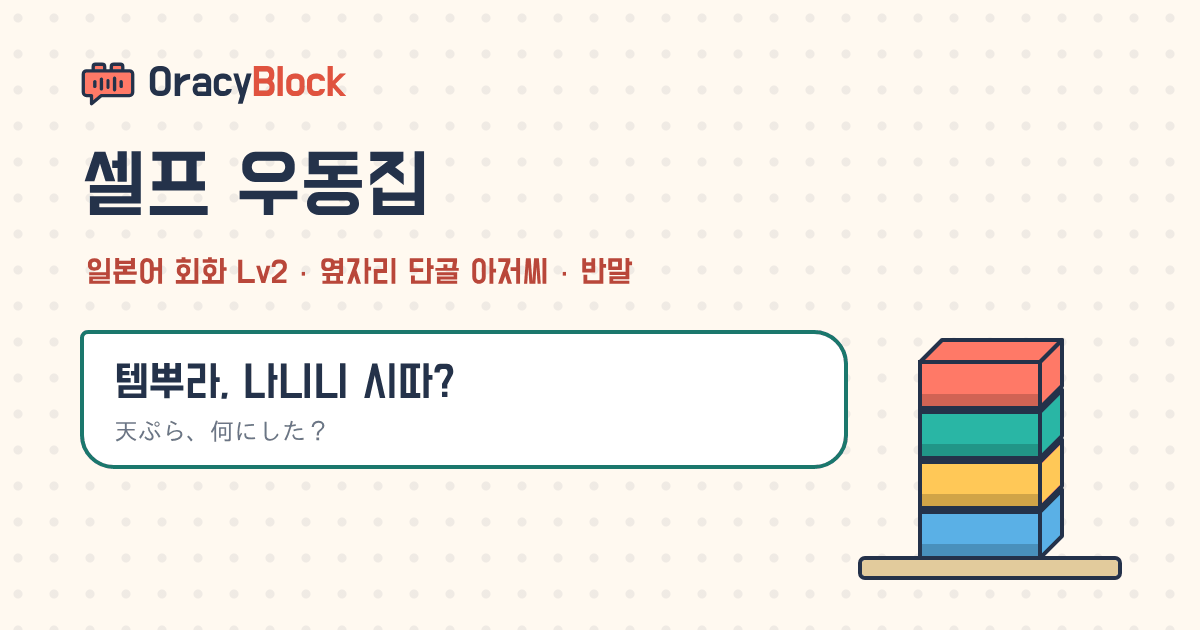 OracyBlock
셀프 우동집
일본어 회화 Lv2 · 옆자리 단골 아저씨 · 반말
템뿌라, 나니니 시따?
天ぷら、何にした？